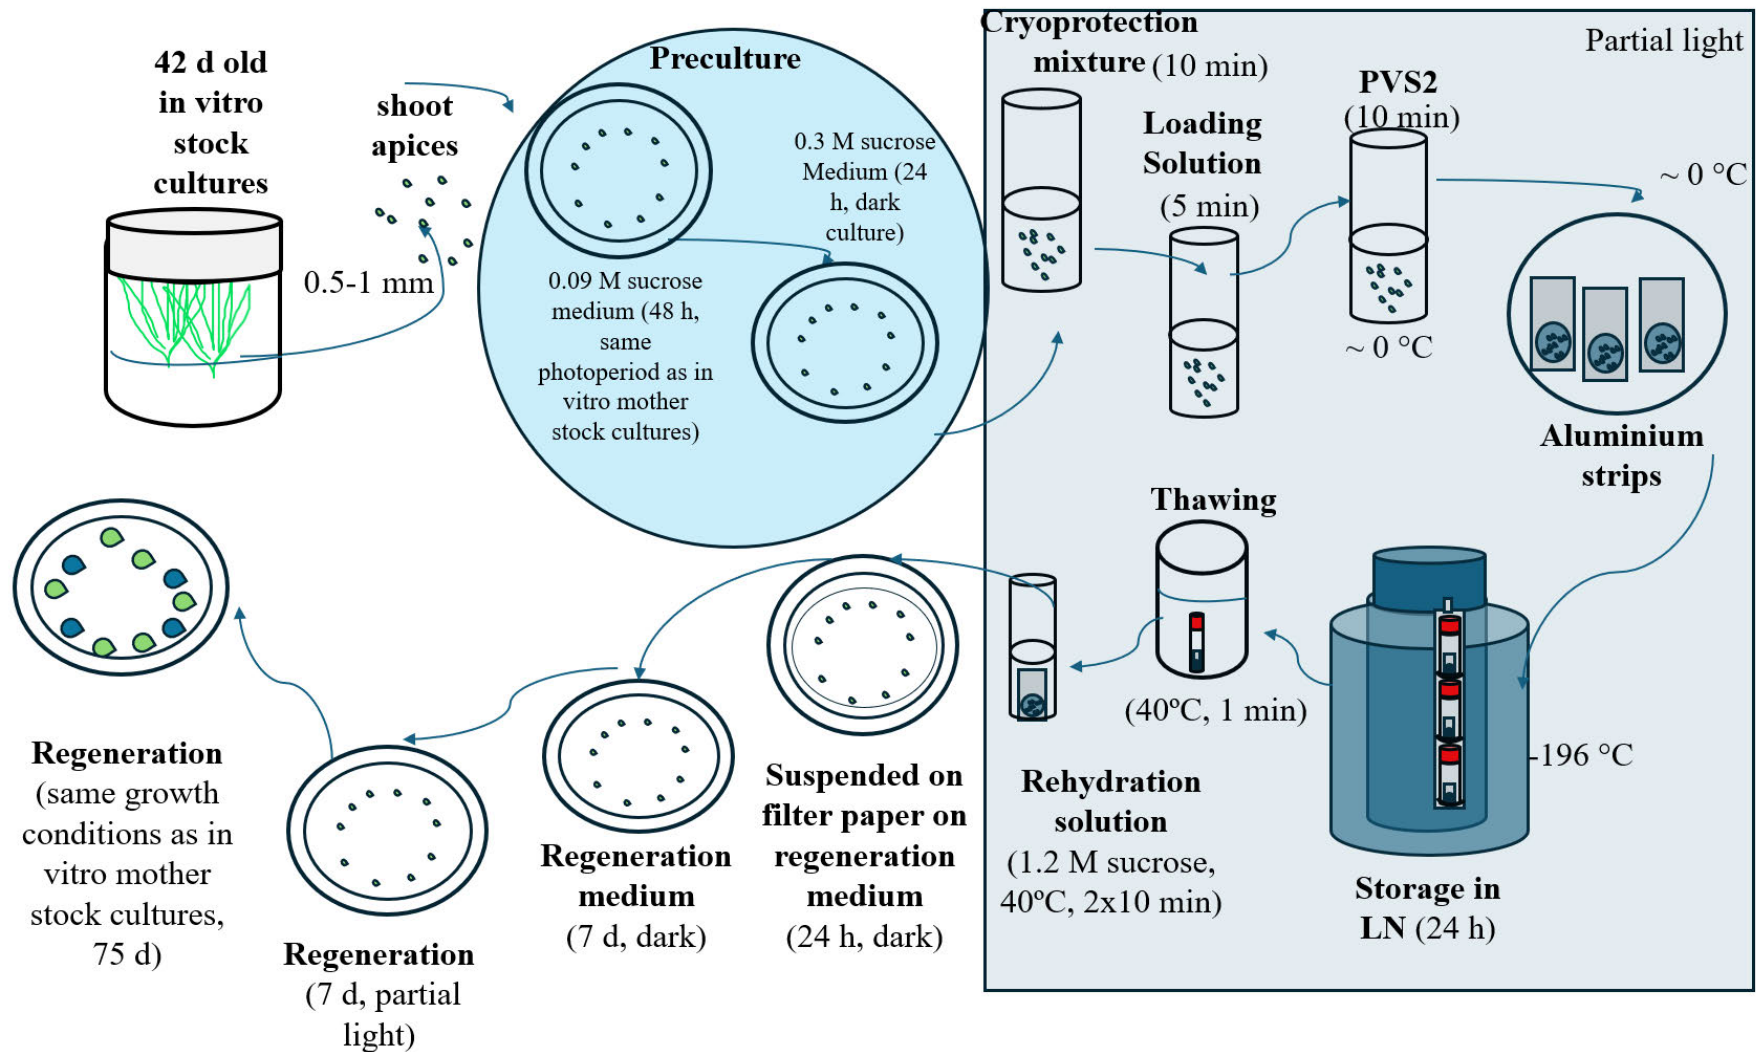 42 d old
in vitro
stock
cultures
shoot
apices
0.5-1 mm
Preculture
0.09 M sucrose
medium (48 h,
same
photoperiod as in
vitro mother
stock cultures)
0.3 M sucrose
Medium (24
h, dark
culture)
Cryoprotection
mixture (10 min)
Partial light
Loading
Solution
(5 min)
PVS2
(10 min)
~ 0 °C
~ 0 °C
Aluminium
strips
-196 °C
Storage in
LN (24 h)
Thawing
(40ºC, 1 min)
Rehydration
solution
(1.2 M sucrose,
40ºC, 2x10 min)
Suspended on
filter paper on
regeneration
medium
(24 h, dark)
Regeneration
medium
(7 d, dark)
Regeneration
(7 d, partial
light)
Regeneration
(same growth
conditions as in
vitro mother
stock cultures,
75 d)